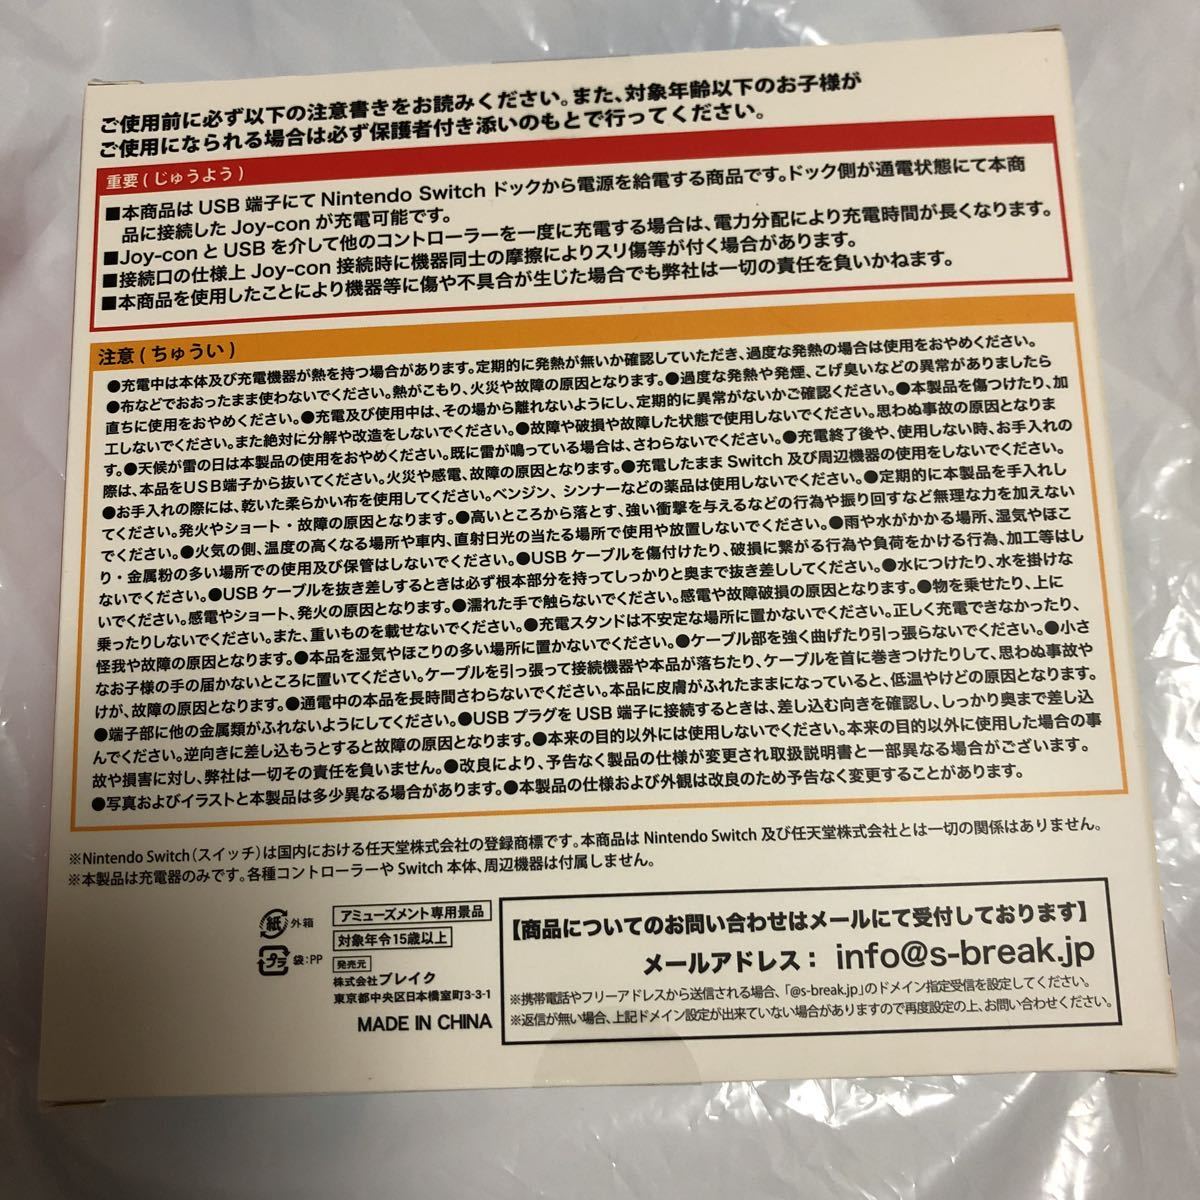 ご使用前に必ず以下の注意書きをお読みください。また、対象年齢以下のお子様が
ご使用になられる場合は必ず保護者付き添いのもとで行ってください。
重要(じゅうよう)
■本商品は USB 端子にて Nintendo Switch ドックから電源を給電する商品です。ドック側が通電状態にて本商
品に接続した Joy-con が充電可能です。
■Joy-con と USB を介して他のコントローラーを一度に充電する場合は、電力分配により充電時間が長くなります。
■接続口の仕様上 Joy-con 接続時に機器同士の摩擦によりスリ傷等が付く場合があります。
■本商品を使用したことにより機器等に傷や不具合が生じた場合でも弊社は一切の責任を負いかねます。
注意(ちゅうい)
●充電中は本体及び充電機器が熱を持つ場合があります。定期的に発熱が無いか確認していただき、過度な発熱の場合は使用をおやめください。
●布などでおおったまま使わないでください。熱がこもり、火災や故障の原因となります。●過度な発熱や発煙、こげ臭いなどの異常がありましたら
直ちに使用をおやめください。●充電及び使用中は、その場から離れないようにし、定期的に異常がないかご確認ください。●本製品を傷つけたり、加
工しないでください。また絶対に分解や改造をしないでください。●故障や破損や故障した状態で使用しないでください。思わぬ事故の原因となりま
す。●天候が雷の日は本製品の使用をおやめください。既に雷が鳴っている場合は、さわらないでください。●充電終了後や、使用しない時、お手入れの
際は、本品をUSB端子から抜いてください。火災や感電、故障の原因となります。●充電したまま Switch 及び周辺機器の使用をしないでください。
●お手入れの際には、乾いた柔らかい布を使用してください。ベンジン、シンナーなどの薬品は使用しないでください。●定期的に本製品を手入れし
てください。発火やショート・故障の原因となります。●高いところから落とす、強い衝撃を与えるなどの行為や振り回すなど無理な力を加えない
でください。●火気の側、温度の高くなる場所や車内、直射日光の当たる場所で使用や放置しないでください。●雨や水がかかる場所、湿気やほこ
り・金属粉の多い場所での使用及び保管はしないでください。●USB ケーブルを傷付けたり、破損に繋がる行為や負荷をかける行為、加工等はし
ないでください。●USB ケーブルを抜き差しするときは必ず根本部分を持ってしっかりと奥まで抜き差ししてください。●水につけたり、水を掛けな
いでください。感電やショート、発火の原因となります。●濡れた手で触らないでください。感電や故障破損の原因となります。●物を乗せたり、上に
乗ったりしないでください。また、重いものを載せないでください。●充電スタンドは不安定な場所に置かないでください。正しく充電できなかったり、
怪我や故障の原因となります。●本品を湿気やほこりの多い場所に置かないでください。●ケーブル部を強く曲げたり引っ張らないでください。●小さ
なお子様の手の届かないところに置いてください。ケーブルを引っ張って接続機器や本品が落ちたり、ケーブルを首に巻きつけたりして、思わぬ事故や
けが、故障の原因となります。●通電中の本品を長時間さわらないでください。本品に皮膚がふれたままになっていると、低温やけどの原因となります。
●端子部に他の金属類がふれないようにしてください。●USB プラグを USB 端子に接続するときは、差し込む向きを確認し、しっかり奥まで差し込
んでください。逆向きに差し込もうとすると故障の原因となります。●本来の目的以外には使用しないでください。本来の目的以外に使用した場合の事
故や損害に対し、弊社は一切その責任を負いません。●改良により、予告なく製品の仕様が変更され取扱説明書と一部異なる場合がございます。
●写真およびイラストと本製品は多少異なる場合があります。●本製品の仕様および外観は改良のため予告なく変更することがあります。
※Nintendo Switch(スイッチ)は国内における任天堂株式会社の登録商標です。本商品は Nintendo Switch 及び任天堂株式会社とは一切の関係はありません。
※本製品は充電器のみです。各種コントローラーや Switch 本体、周辺機器は付属しません。
紙 外箱
プラ 袋:PP
アミューズメント専用景品
対象年令15歳以上
発売元
株式会社 ブレイク
東京都中央区日本橋室町3-3-1
MADE IN CHINA
【商品についてのお問い合わせはメールにて受付しております】
メールアドレス: info@s-break.jp
※携帯電話やフリーアドレスから送信される場合、「@s-break.jp」のドメイン指定受信を設定してください。
※返信が無い場合、上記ドメイン設定が出来ていない場合がありますので再度設定の上、お問い合わせください。